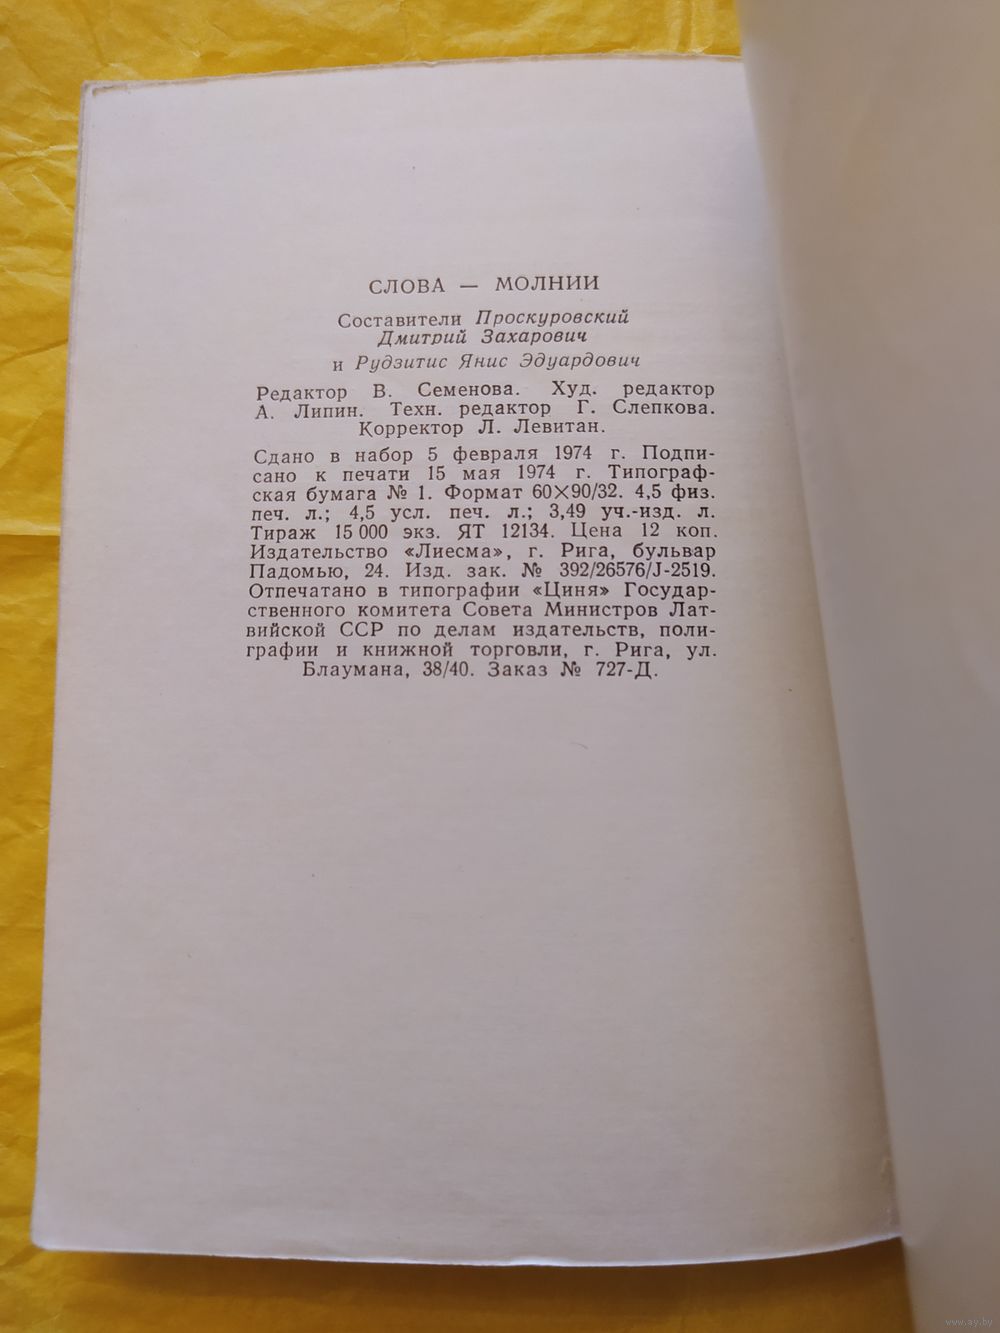 СЛОВА — МОЛНИИ
Составители Проскуровский
Дмитрий Захарович
и Рудзитис Янис Эдуардович
Редактор В. Семенова. Худ. редактор
А. Липин. Техн. редактор Г. Слепкова.
Корректор Л. Левитан.
Сдано в набор 5 февраля 1974 г. Подпи-
сано к печати 15 мая 1974 г. Типограф-
ская бумага № 1. Формат 60×90/32. 4,5 физ.
печ. л.; 4,5 усл. печ. л.; 3,49 уч.-изд. л.
Тираж 15 000 экз. ЯТ 12134. Цена 12 коп.
Издательство «Лиесма», г. Рига, бульвар
Падомью, 24. Изд. зак. № 392/26576/J-2519.
Отпечатано в типографии «Циня» Государ-
ственного комитета Совета Министров Лат-
вийской ССР по делам издательств, поли-
графии и книжной торговли, г. Рига, ул.
Блаумана, 38/40. Заказ № 727-Д.
www.ay.by